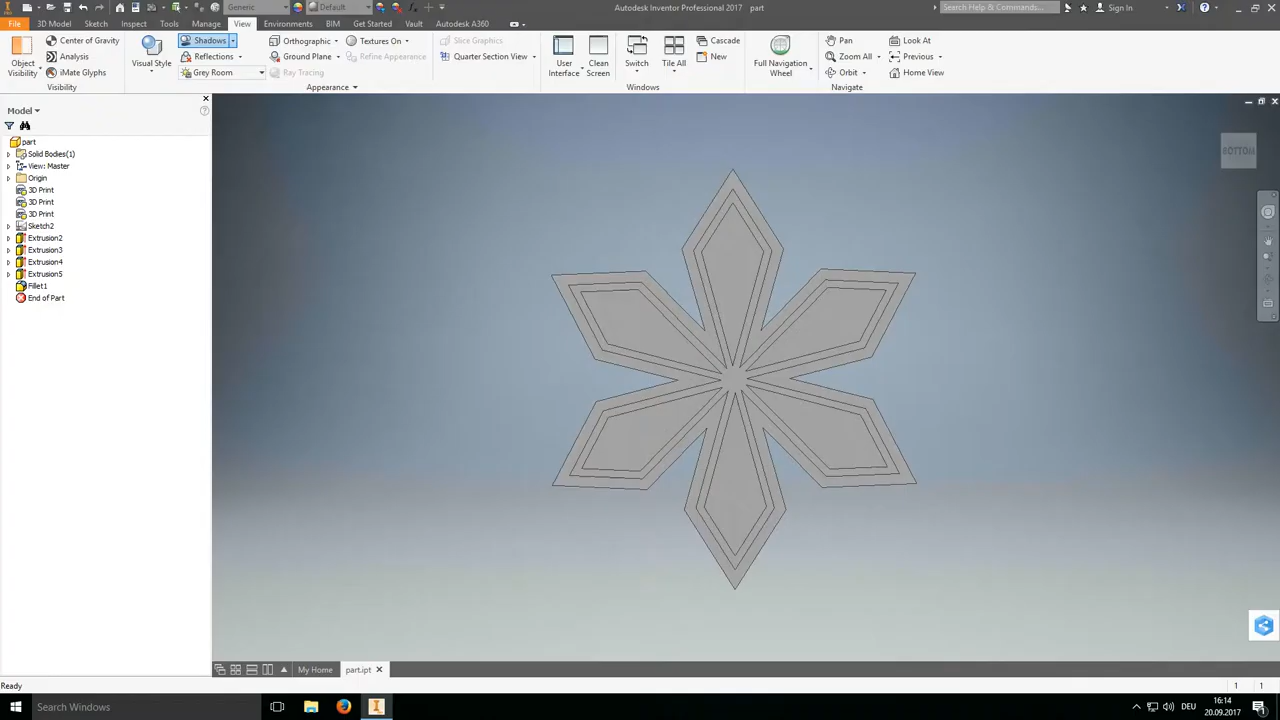 Generic
Default
Autodesk Inventor Professional 2017 part
Search Help & Commands...
Sign In
File
Sketch
Inspect
Tools
Manage
View
Environments
BIM
Get Started
Vault
Autodesk A360
Object Visibility
Center of Gravity
Analysis
iMate Glyphs
Visibility
Visual Style
Shadows
Reflections
Grey Room
Orthographic
Ground Plane
Ray Tracing
Textures On
Refine Appearance
Appearance
Slice Graphics
Quarter Section View
User Interface
Clean Screen
Switch
Tile All
Cascade
New
Windows
Full Navigation Wheel
Pan
Zoom All
Orbit
Look At
Previous
Home View
Navigate
Model
part
Solid Bodies(1)
View: Master
Origin
3D Print
3D Print
3D Print
Sketch2
Extrusion2
Extrusion3
Extrusion4
Extrusion5
Fillet1
End of Part
BOTTOM
My Home
part.ipt
Ready
1 1
Search Windows
DEU
16:14
20.09.2017